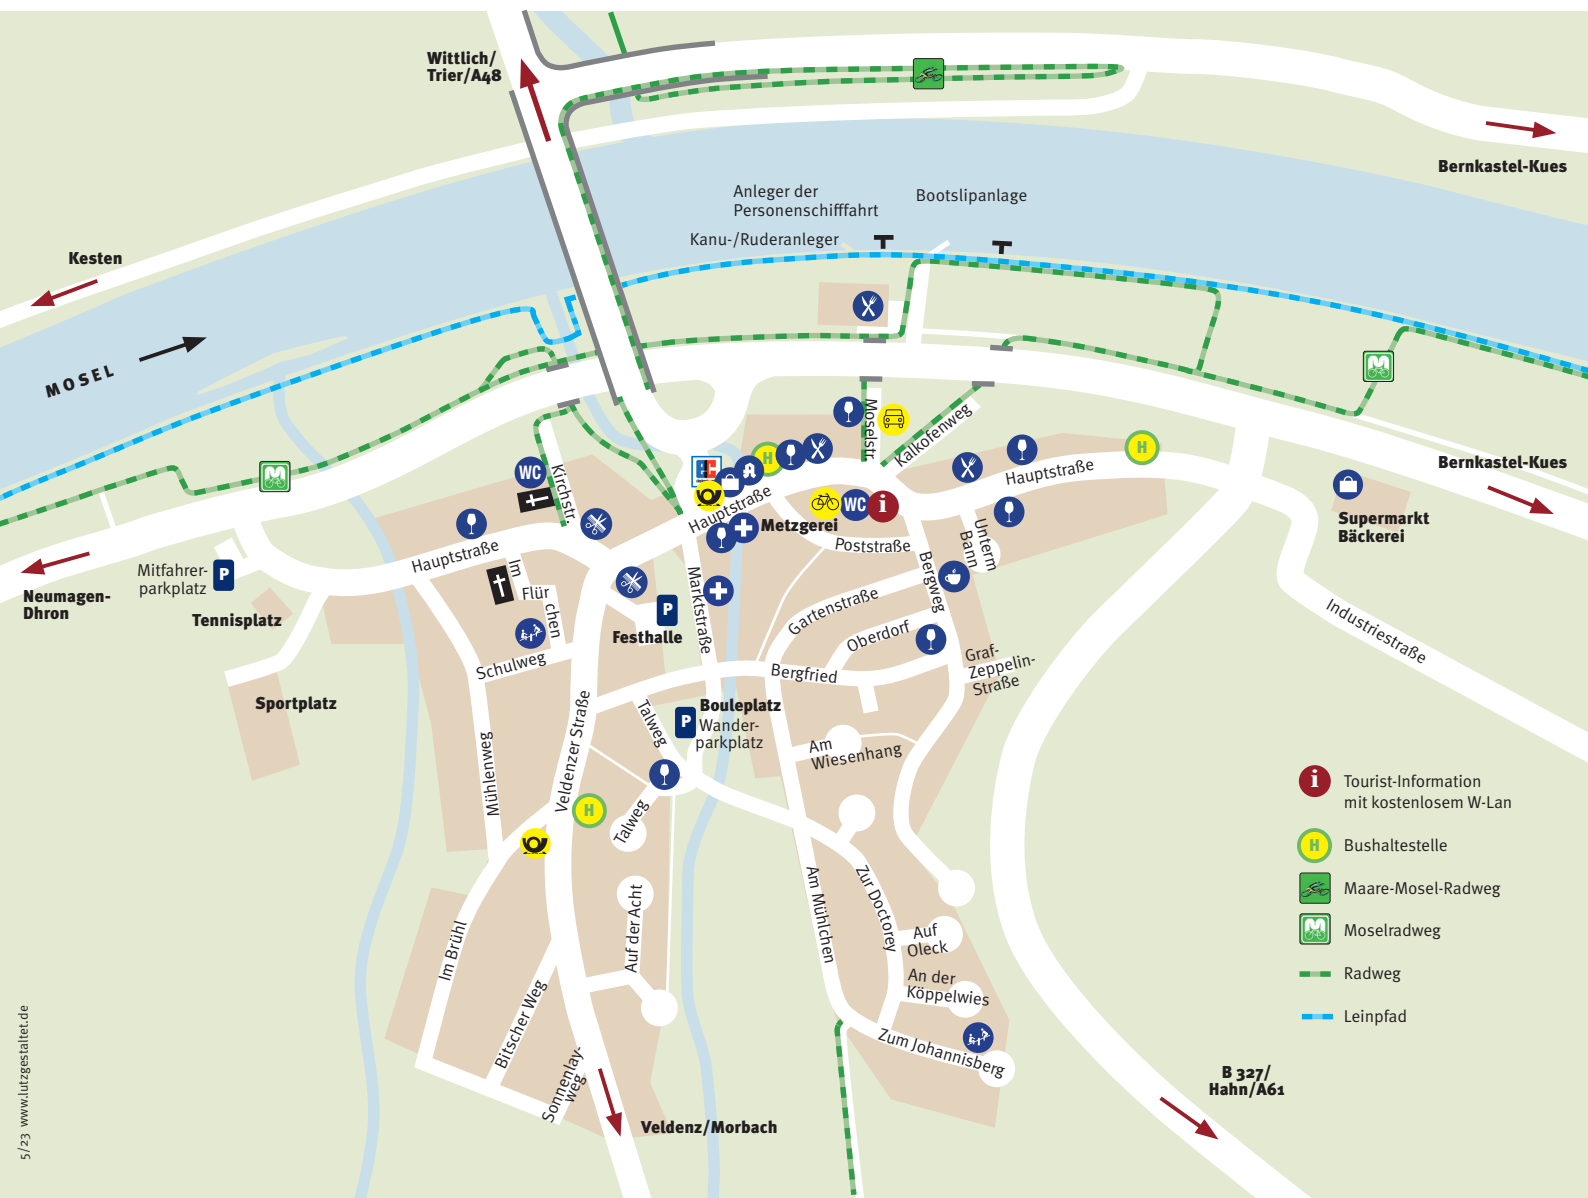 Wittlich/
Trier/A48
Bernkastel-Kues
Anleger der
Personenschifffahrt
Bootslipanlage
Kanu-/Ruderanleger
Kesten
MOSEL
Moselstr.
Kalkofenweg
H
H
Hauptstraße
Bernkastel-Kues
WC
Kirchstr.
Hauptstraße
WC
i
Metzgerei
Supermarkt
Bäckerei
Hauptstraße
Poststraße
Unterm
Bann
Mitfahrer-
parkplatz
P
Neumagen-
Dhron
Tennisplatz
Im
Flür
chen
P
Festhalle
Marktstraße
Bergweg
Gartenstraße
Oberdorf
Industriestraße
Schulweg
Bergfried
Graf-
Zeppelin-
Straße
Sportplatz
Bouleplatz
P
Wander-
parkplatz
Talweg
Veldenzer Straße
Mühlenweg
Am
Wiesenhang
H
Talweg
i
Tourist-Information
mit kostenlosem W-Lan
H
Bushaltestelle
Maare-Mosel-Radweg
Moselradweg
Radweg
Leinpfad
Am Mühlchen
Zur Doctorey
Auf der Acht
Im Brühl
Auf
Oleck
An der
Köppelwies
Bitscher Weg
Zum Johannisberg
Sonnenlay-
weg
B 327/
Hahn/A61
Veldenz/Morbach
5/23 www.lutzgestaltet.de